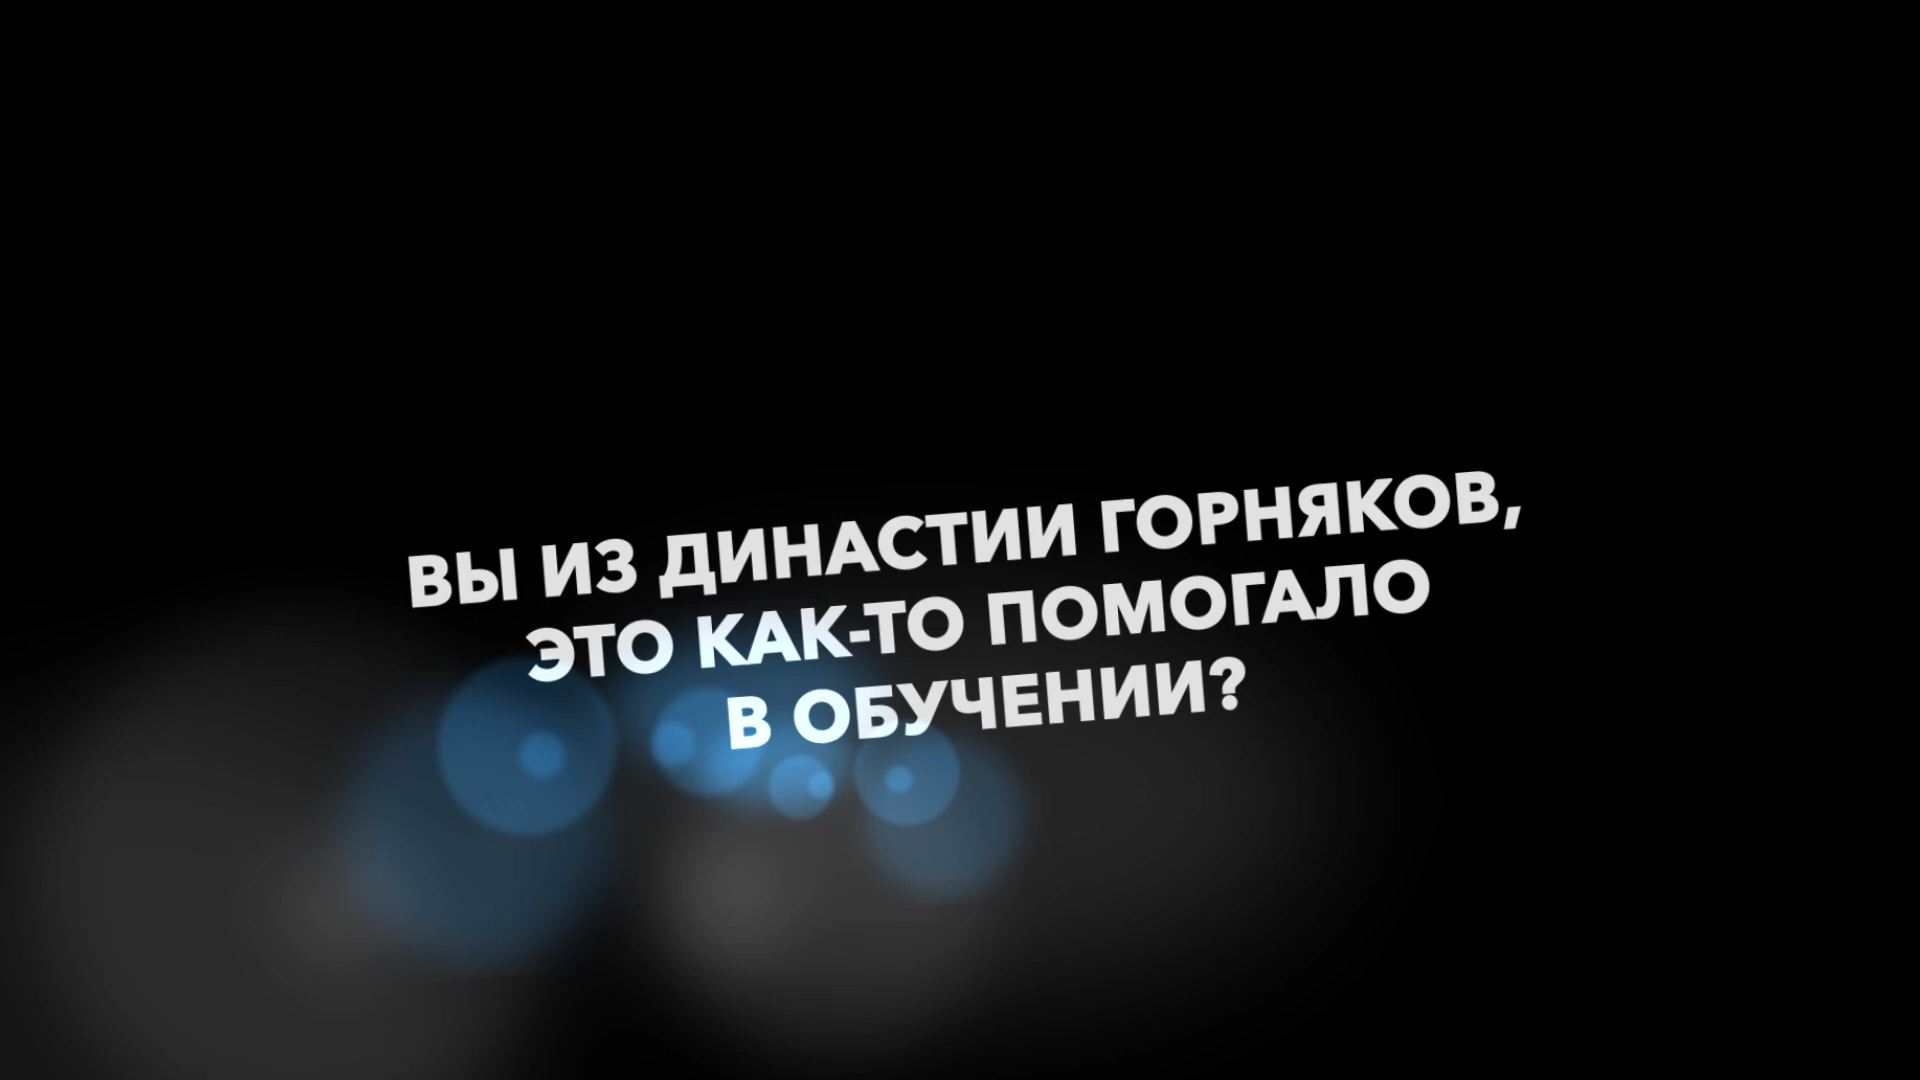 ВЫ ИЗ ДИНАСТИИ ГОРНЯКОВ,
ЭТО КАК-ТО ПОМОГАЛО
В ОБУЧЕНИИ?